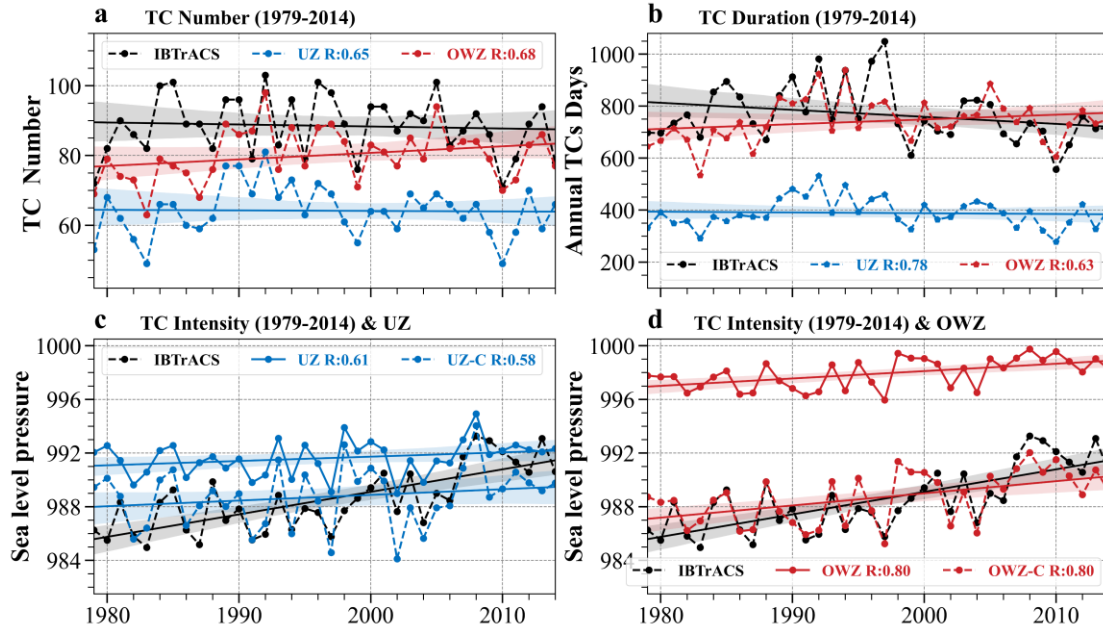 a TC Number (1979-2014)
IBTrACS UZ R:0.65 OWZ R:0.68
TC Number
100
80
60
b TC Duration (1979-2014)
Annual TCs Days
1000
800
600
400
200
IBTrACS UZ R:0.78 OWZ R:0.63
c TC Intensity (1979-2014) & UZ
Sea level pressure
1000
996
992
988
984
IBTrACS UZ R:0.61 UZ-C R:0.58
1980 1990 2000 2010
d TC Intensity (1979-2014) & OWZ
Sea level pressure
1000
996
992
988
984
IBTrACS OWZ R:0.80 OWZ-C R:0.80
1980 1990 2000 2010